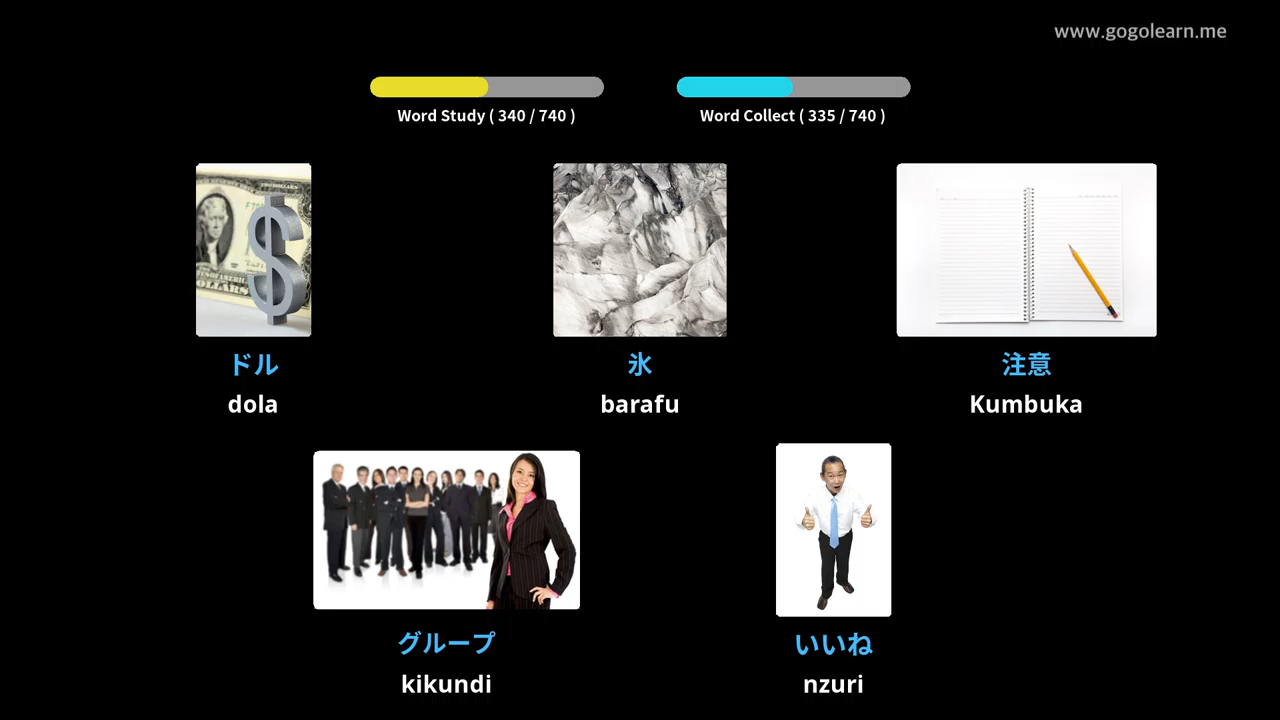 www.gogolearn.me
Word Study ( 340 / 740 )
Word Collect ( 335 / 740 )
ドル
dola
氷
barafu
注意
Kumbuka
グループ
kikundi
いいね
nzuri